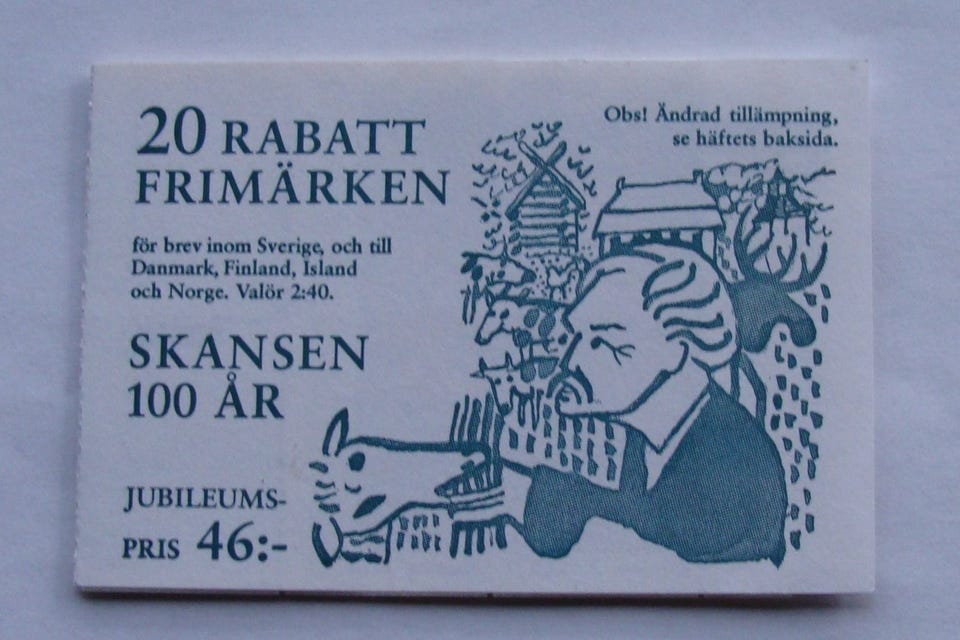 20 RABATT
FRIMÄRKEN
för brev inom Sverige, och till
Danmark, Finland, Island
och Norge. Valör 2:40.
SKANSEN
100 ÅR
JUBILEUMS-
PRIS 46:-
Obs! Ändrad tillämpning,
se häftets baksida.